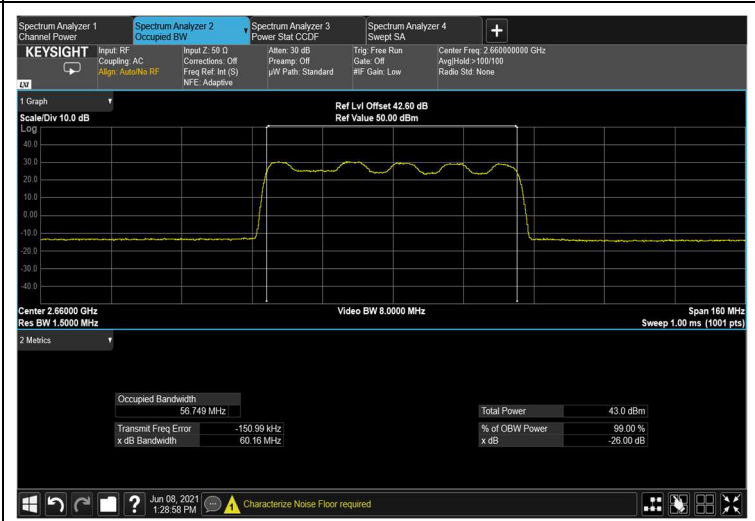 Spectrum Analyzer 1
Channel Power
Spectrum Analyzer 2
Occupied BW
Spectrum Analyzer 3
Power Stat CCDF
Spectrum Analyzer 4
Swept SA
KEYSIGHT
LXI
Input: RF
Coupling: AC
Align: Auto/No RF
Input Z: 50 Ω
Corrections: Off
Freq Ref: Int (S)
NFE: Adaptive
Atten: 30 dB
Preamp: Off
µW Path: Standard
Trig: Free Run
Gate: Off
#IF Gain: Low
Center Freq: 2.660000000 GHz
Avg|Hold:>100/100
Radio Std: None
1 Graph
Scale/Div 10.0 dB
Ref Lvl Offset 42.60 dB
Ref Value 50.00 dBm
Log
40.0
30.0
20.0
10.0
0.00
-10.0
-20.0
-30.0
-40.0
Center 2.66000 GHz
Res BW 1.5000 MHz
Video BW 8.0000 MHz
Span 160 MHz
Sweep 1.00 ms (1001 pts)
2 Metrics
Occupied Bandwidth
56.749 MHz
Transmit Freq Error -150.99 kHz
x dB Bandwidth 60.16 MHz
Total Power 43.0 dBm
% of OBW Power 99.00 %
x dB -26.00 dB
?
Jun 08, 2021
1:28:58 PM
Characterize Noise Floor required